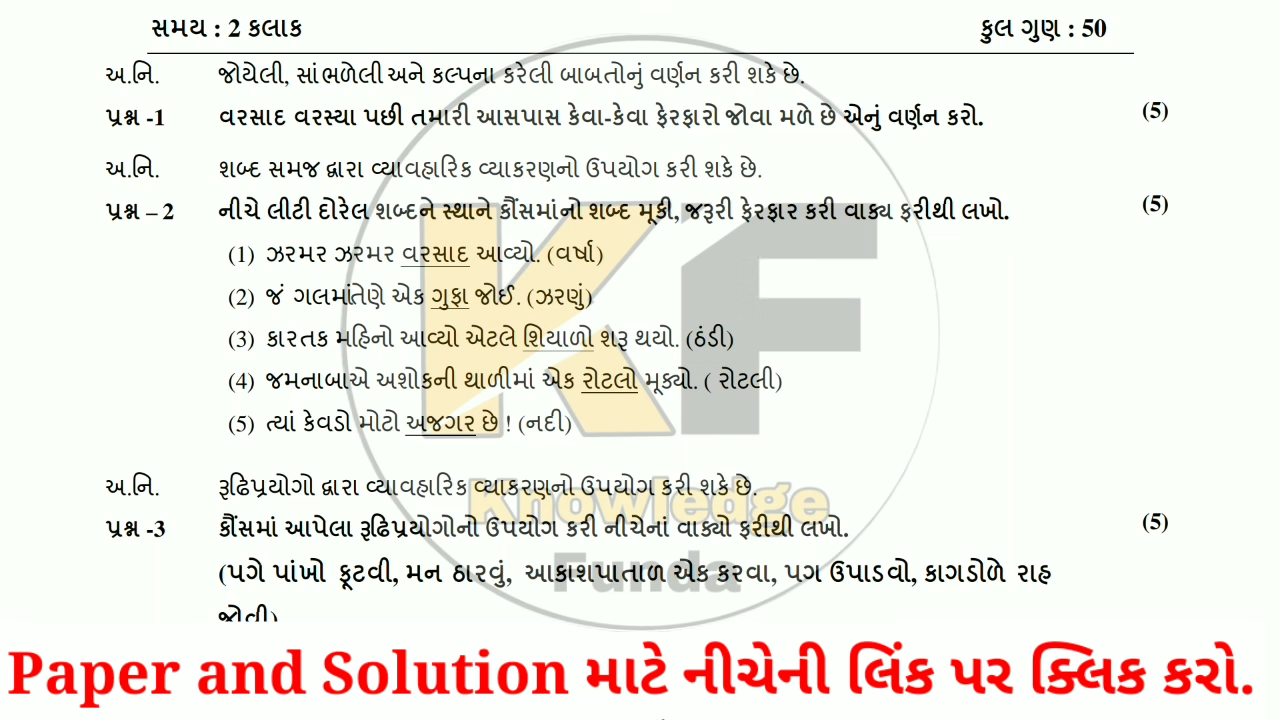 સમય : 2 કલાક કુલ ગુણ : 50
અ.નિ. જોયેલી, સાંભળેલી અને કલ્પના કરેલી બાબતોનું વર્ણન કરી શકે છે.
પ્રશ્ન -1 વરસાદ વરસ્યા પછી તમારી આસપાસ કેવા-કેવા ફેરફારો જોવા મળે છે એનું વર્ણન કરો. (5)
અ.નિ. શબ્દ સમજ દ્વારા વ્યાવહારિક વ્યાકરણનો ઉપયોગ કરી શકે છે.
પ્રશ્ન – 2 નીચે લીટી દોરેલ શબ્દને સ્થાને કૌંસમાંનો શબ્દ મૂકી, જરૂરી ફેરફાર કરી વાક્ય ફરીથી લખો. (5)
(1) ઝરમર ઝરમર વરસાદ આવ્યો. (વર્ષા)
(2) જંગલમાંતેણે એક ગુફા જોઈ. (ઝરણું)
(3) કારતક મહિનો આવ્યો એટલે શિયાળો શરૂ થયો. (ઠંડી)
(4) જમનાબાએ અશોકની થાળીમાં એક રોટલો મૂક્યો. ( રોટલી)
(5) ત્યાં કેવડો મોટો અજગર છે ! (નદી)
અ.નિ. રૂઢિપ્રયોગો દ્વારા વ્યાવહારિક વ્યાકરણનો ઉપયોગ કરી શકે છે.
પ્રશ્ન -3 કૌંસમાં આપેલા રૂઢિપ્રયોગોનો ઉપયોગ કરી નીચેનાં વાક્યો ફરીથી લખો. (5)
(પગે પાંખો ફૂટવી, મન ઠારવું, આકાશપાતાળ એક કરવા, પગ ઉપાડવો, કાગડોળે રાહ
જોવી)
KF
Knowledge
Funda
Paper and Solution માટે નીચેની લિંક પર ક્લિક કરો.